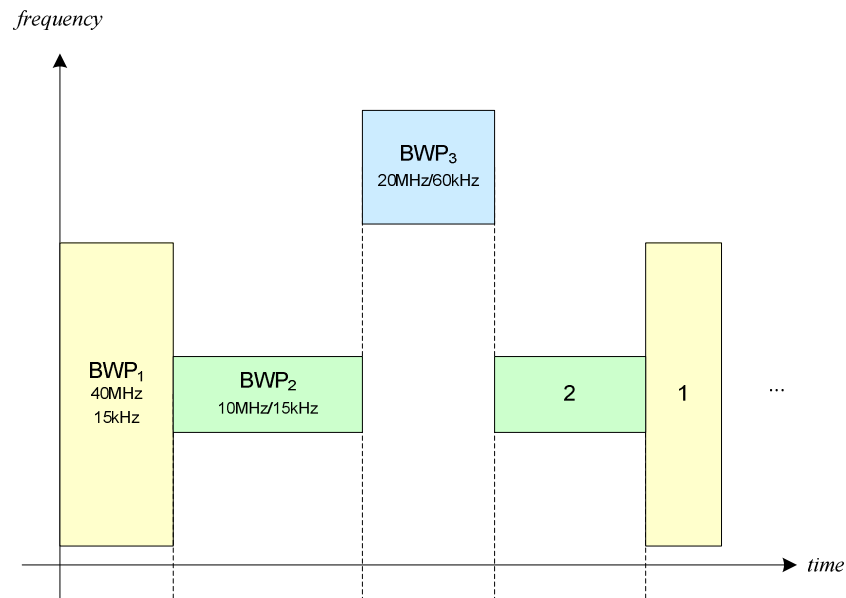 frequency
BWP₃
20MHz/60kHz
BWP₁
40MHz
15kHz
BWP₂
10MHz/15kHz
2
1
...
time